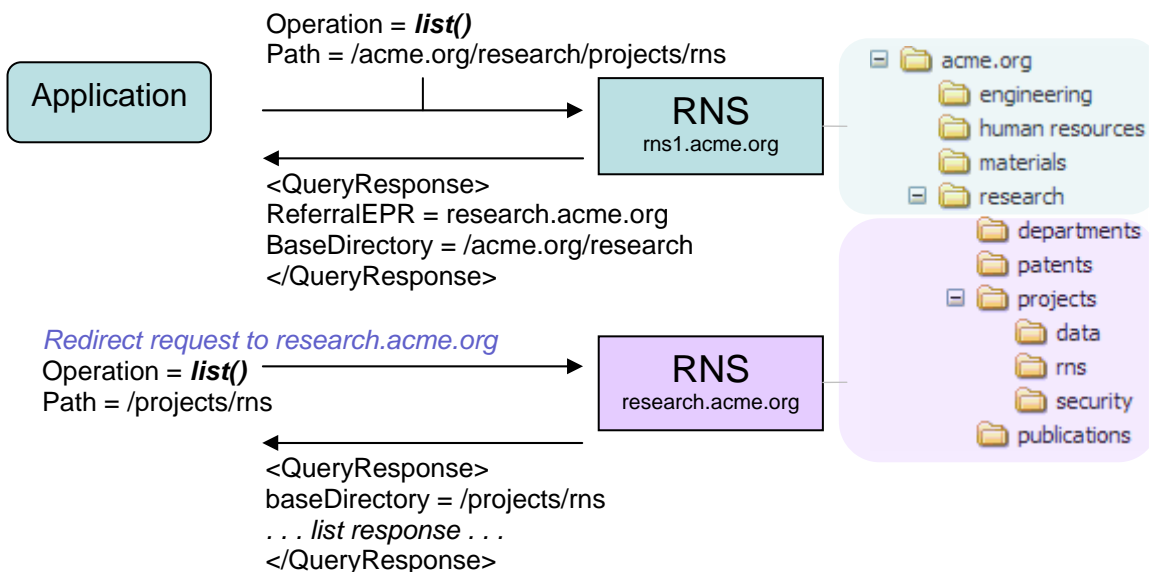 Operation = list()
Path = /acme.org/research/projects/rns
Application
RNS
rns1.acme.org
<QueryResponse>
ReferralEPR = research.acme.org
BaseDirectory = /acme.org/research
</QueryResponse>
acme.org
engineering
human resources
materials
research
departments
patents
projects
data
rns
security
publications
Redirect request to research.acme.org
Operation = list()
Path = /projects/rns
RNS
research.acme.org
<QueryResponse>
baseDirectory = /projects/rns
. . . list response . . .
</QueryResponse>